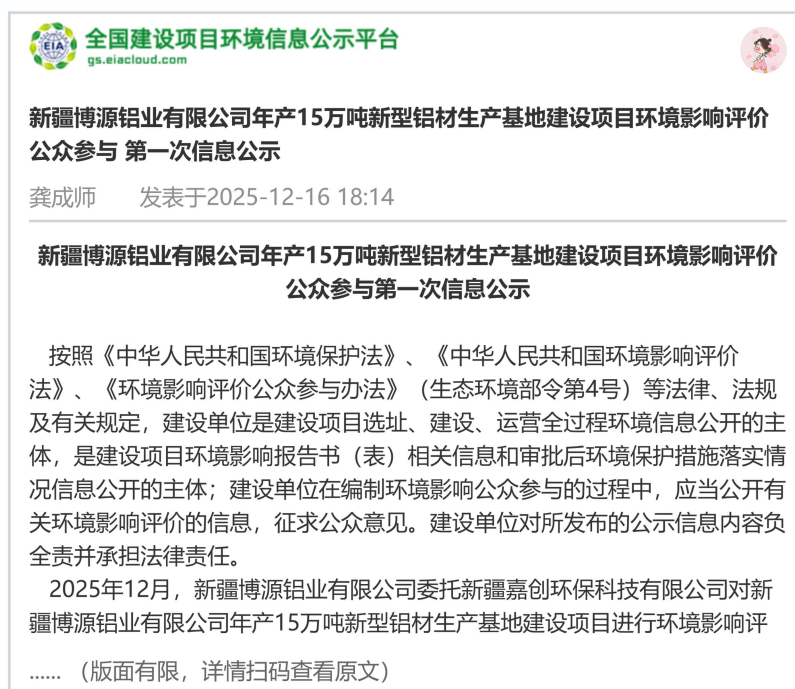 EIA
全国建设项目环境信息公示平台
gs.eiacloud.com
新疆博源铝业有限公司年产15万吨新型铝材生产基地建设项目环境影响评价
公众参与 第一次信息公示
龚成师 发表于2025-12-16 18:14
新疆博源铝业有限公司年产15万吨新型铝材生产基地建设项目环境影响评价
公众参与第一次信息公示
按照《中华人民共和国环境保护法》、《中华人民共和国环境影响评价
法》、《环境影响评价公众参与办法》（生态环境部令第4号）等法律、法规
及有关规定，建设单位是建设项目选址、建设、运营全过程环境信息公开的主
体，是建设项目环境影响报告书（表）相关信息和审批后环境保护措施落实情
况信息公开的主体；建设单位在编制环境影响公众参与的过程中，应当公开有
关环境影响评价的信息，征求公众意见。建设单位对所发布的公示信息内容负
全责并承担法律责任。
2025年12月，新疆博源铝业有限公司委托新疆嘉创环保科技有限公司对新
疆博源铝业有限公司年产15万吨新型铝材生产基地建设项目进行环境影响评
...... （版面有限，详情扫码查看原文）